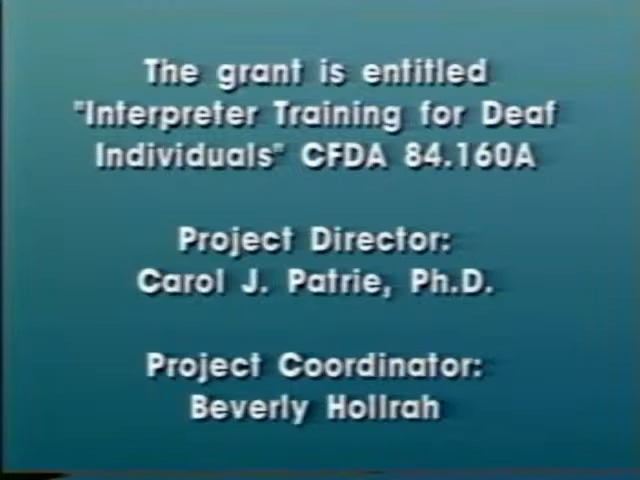 The grant is entitled
"Interpreter Training for Deaf
Individuals" CFDA 84.160A
Project Director:
Carol J. Patrie, Ph.D.
Project Coordinator:
Beverly Hollrah